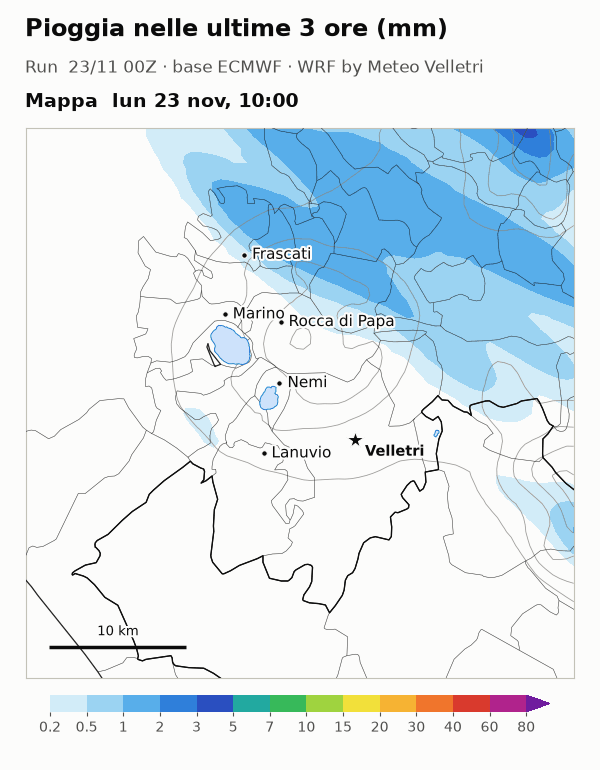 Pioggia nelle ultime 3 ore (mm)
Run  23/11 00Z · base ECMWF · WRF by Meteo Velletri
Mappa  lun 23 nov, 10:00
Frascati
Marino
Rocca di Papa
Nemi
Velletri
Lanuvio
10 km
0.2 0.5 1 2 3 5 7 10 15 20 30 40 60 80